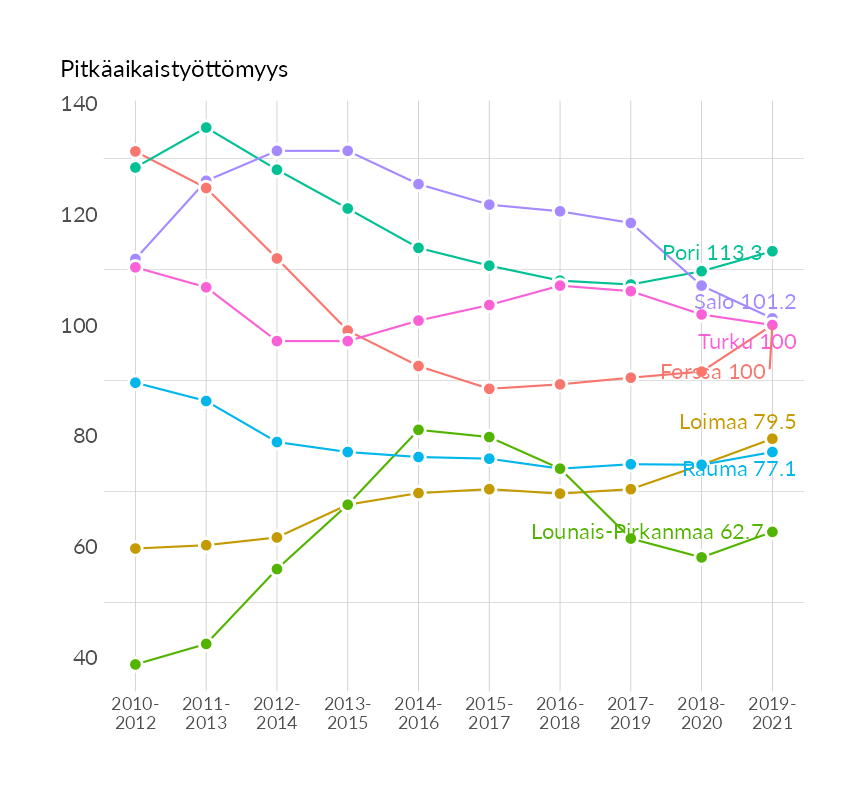 Pitkäaikaistyöttömyys
140
120
100
80
60
40
Pori 113.3
Salo 101.2
Turku 100
Forssa 100
Loimaa 79.5
Rauma 77.1
Lounais-Pirkanmaa 62.7
2010- 2011- 2012- 2013- 2014- 2015- 2016- 2017- 2018- 2019-
2012 2013 2014 2015 2016 2017 2018 2019 2020 2021